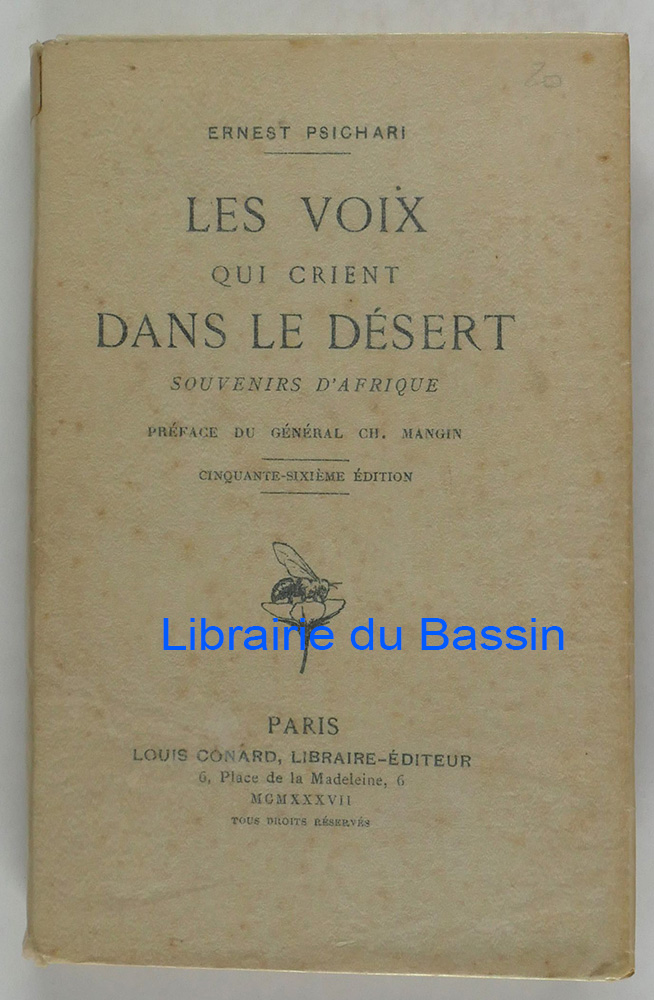 20
ERNEST PSICHARI
LES VOIX
QUI CRIENT
DANS LE DÉSERT
SOUVENIRS D'AFRIQUE
PRÉFACE DU GÉNÉRAL CH. MANGIN
CINQUANTE-SIXIÈME ÉDITION
Librairie du Bassin
PARIS
LOUIS CONARD, LIBRAIRE-ÉDITEUR
6, Place de la Madeleine, 6
MCMXXXVII
TOUS DROITS RÉSERVÉS